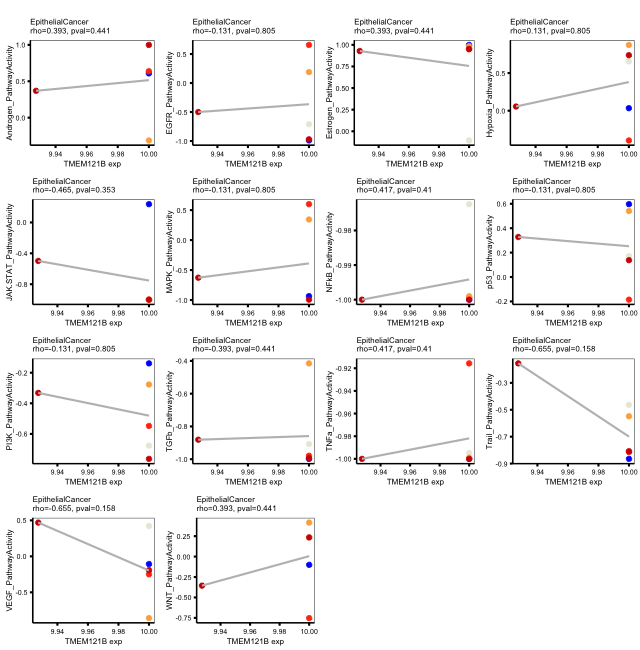 EpithelialCancer
rho=0.393, pval=0.441
Androgen_PathwayActivity
1.0
0.5
0.0
9.94
9.96
9.98
10.00
TMEM121B exp
EpithelialCancer
rho=-0.131, pval=0.805
EGFR_PathwayActivity
0.5
0.0
-0.5
-1.0
9.94
9.96
9.98
10.00
TMEM121B exp
EpithelialCancer
rho=0.393, pval=0.441
Estrogen_PathwayActivity
1.00
0.75
0.50
0.25
0.00
9.94
9.96
9.98
10.00
TMEM121B exp
EpithelialCancer
rho=0.131, pval=0.805
Hypoxia_PathwayActivity
0.5
0.0
9.94
9.96
9.98
10.00
TMEM121B exp
EpithelialCancer
rho=-0.465, pval=0.353
JAK.STAT_PathwayActivity
0.0
-0.4
-0.8
9.94
9.96
9.98
10.00
TMEM121B exp
EpithelialCancer
rho=-0.131, pval=0.805
MAPK_PathwayActivity
0.5
0.0
-0.5
-1.0
9.94
9.96
9.98
10.00
TMEM121B exp
EpithelialCancer
rho=0.417, pval=0.41
NFkB_PathwayActivity
-0.98
-0.99
-1.00
9.94
9.96
9.98
10.00
TMEM121B exp
EpithelialCancer
rho=-0.131, pval=0.805
p53_PathwayActivity
0.6
0.4
0.2
0.0
-0.2
9.94
9.96
9.98
10.00
TMEM121B exp
EpithelialCancer
rho=-0.131, pval=0.805
PI3K_PathwayActivity
-0.2
-0.4
-0.6
9.94
9.96
9.98
10.00
TMEM121B exp
EpithelialCancer
rho=-0.393, pval=0.441
TGFb_PathwayActivity
-0.4
-0.6
-0.8
-1.0
9.94
9.96
9.98
10.00
TMEM121B exp
EpithelialCancer
rho=0.417, pval=0.41
TNFa_PathwayActivity
-0.92
-0.94
-0.96
-0.98
-1.00
9.94
9.96
9.98
10.00
TMEM121B exp
EpithelialCancer
rho=-0.655, pval=0.158
Trail_PathwayActivity
-0.3
-0.5
-0.7
-0.9
9.94
9.96
9.98
10.00
TMEM121B exp
EpithelialCancer
rho=-0.655, pval=0.158
VEGF_PathwayActivity
0.5
0.0
-0.5
9.94
9.96
9.98
10.00
TMEM121B exp
EpithelialCancer
rho=0.393, pval=0.441
WNT_PathwayActivity
0.25
0.00
-0.25
-0.50
-0.75
9.94
9.96
9.98
10.00
TMEM121B exp